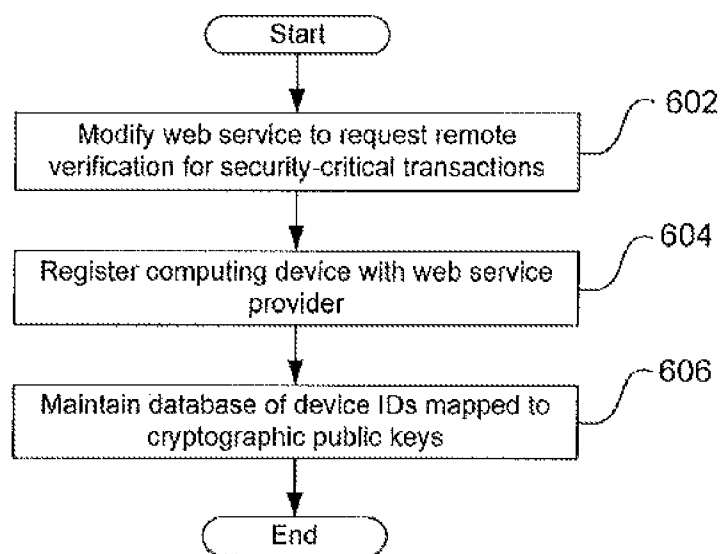 Start
602
Modify web service to request remote
verification for security-critical transactions
604
Register computing device with web service
provider
606
Maintain database of device IDs mapped to
cryptographic public keys
End